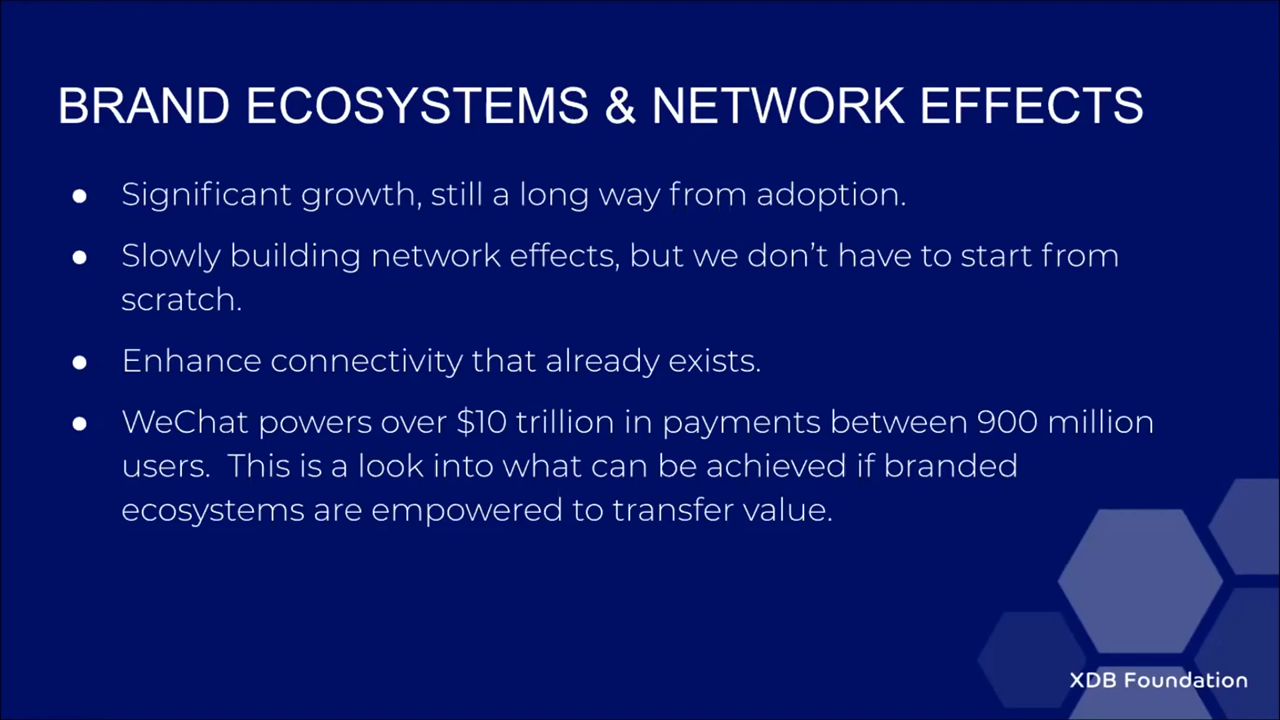 BRAND ECOSYSTEMS & NETWORK EFFECTS
● Significant growth, still a long way from adoption.
● Slowly building network effects, but we don’t have to start from
scratch.
● Enhance connectivity that already exists.
● WeChat powers over $10 trillion in payments between 900 million
users.  This is a look into what can be achieved if branded
ecosystems are empowered to transfer value.
XDB Foundation